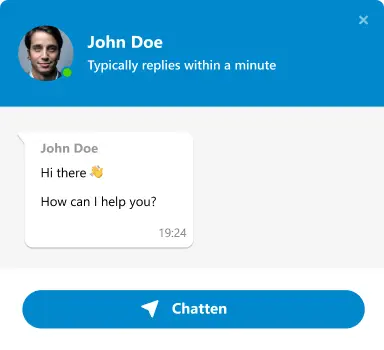 John Doe
Typically replies within a minute
John Doe
Hi there 👋
How can I help you?
19:24
Chatten